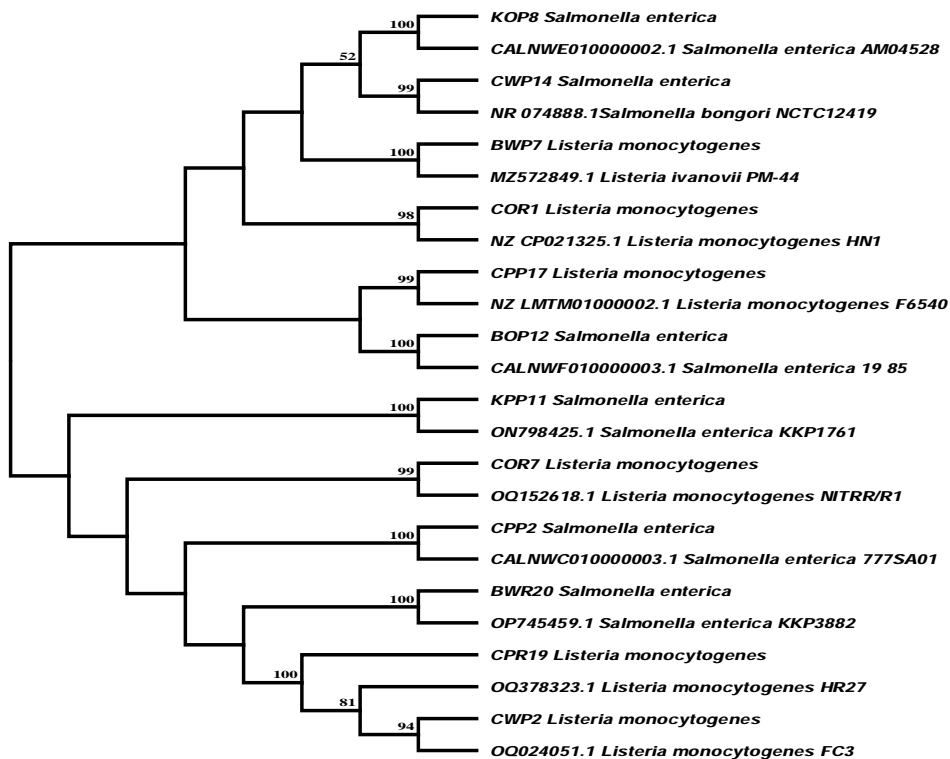 100 KOP8 Salmonella enterica
CALNWE010000002.1 Salmonella enterica AM04528
52
CWP14 Salmonella enterica
99
NR 074888.1Salmonella bongori NCTC12419
BWP7 Listeria monocytogenes
100
MZ572849.1 Listeria ivanovii PM-44
COR1 Listeria monocytogenes
98
NZ CP021325.1 Listeria monocytogenes HN1
CPP17 Listeria monocytogenes
99
NZ LMTM01000002.1 Listeria monocytogenes F6540
BOP12 Salmonella enterica
100
CALNWF010000003.1 Salmonella enterica 19 85
KPP11 Salmonella enterica
100
ON798425.1 Salmonella enterica KKP1761
COR7 Listeria monocytogenes
99
OQ152618.1 Listeria monocytogenes NITRR/R1
CPP2 Salmonella enterica
100
CALNWC010000003.1 Salmonella enterica 777SA01
BWR20 Salmonella enterica
100
OP745459.1 Salmonella enterica KKP3882
CPR19 Listeria monocytogenes
100
OQ378323.1 Listeria monocytogenes HR27
81
CWP2 Listeria monocytogenes
94
OQ024051.1 Listeria monocytogenes FC3